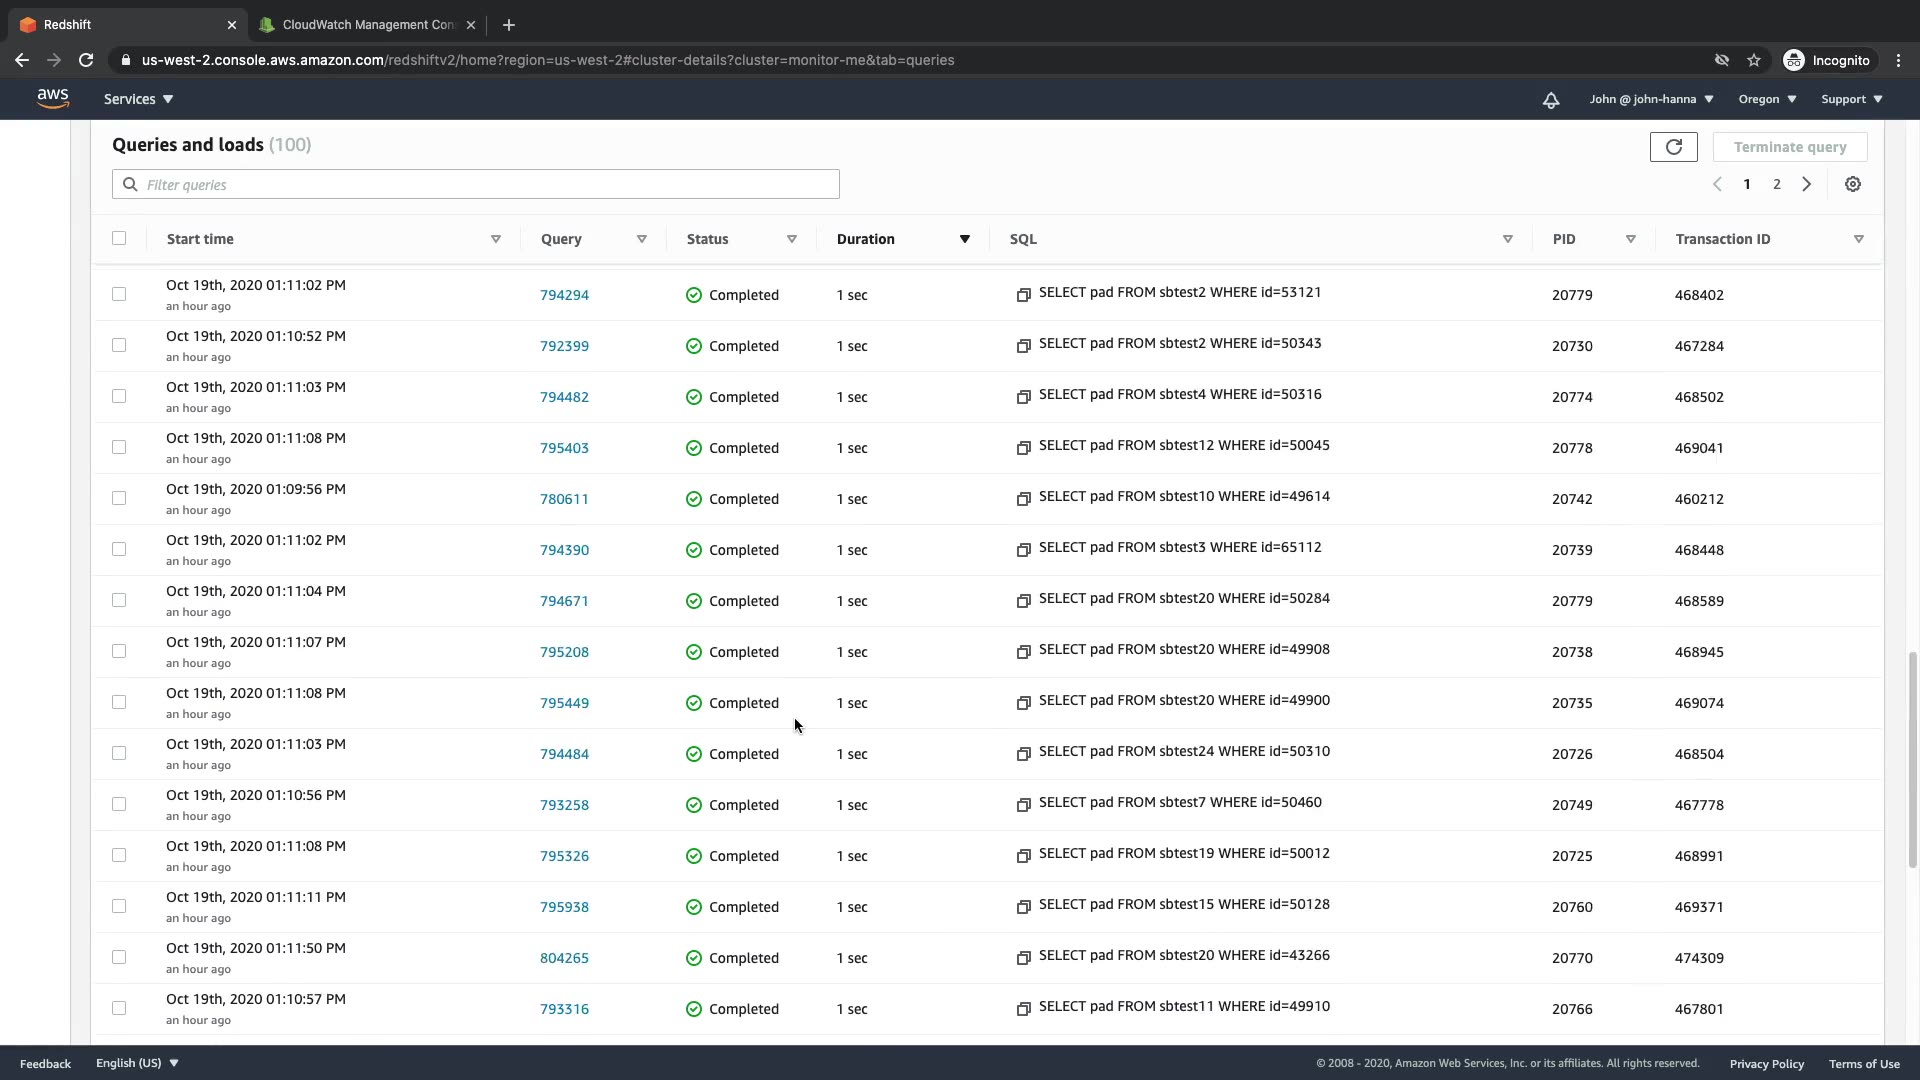 Redshift
CloudWatch Management Con
us-west-2.console.aws.amazon.com/redshiftv2/home?region=us-west-2#cluster-details?cluster=monitor-me&tab=queries
Incognito
aws
Services
John @ john-hanna
Oregon
Support
Queries and loads (100)
Terminate query
Filter queries
1
2
Start time Query Status Duration SQL PID Transaction ID
Oct 19th, 2020 01:11:02 PM
an hour ago
794294 Completed 1 sec SELECT pad FROM sbtest2 WHERE id=53121 20779 468402
Oct 19th, 2020 01:10:52 PM
an hour ago
792399 Completed 1 sec SELECT pad FROM sbtest2 WHERE id=50343 20730 467284
Oct 19th, 2020 01:11:03 PM
an hour ago
794482 Completed 1 sec SELECT pad FROM sbtest4 WHERE id=50316 20774 468502
Oct 19th, 2020 01:11:08 PM
an hour ago
795403 Completed 1 sec SELECT pad FROM sbtest12 WHERE id=50045 20778 469041
Oct 19th, 2020 01:09:56 PM
an hour ago
780611 Completed 1 sec SELECT pad FROM sbtest10 WHERE id=49614 20742 460212
Oct 19th, 2020 01:11:02 PM
an hour ago
794390 Completed 1 sec SELECT pad FROM sbtest3 WHERE id=65112 20739 468448
Oct 19th, 2020 01:11:04 PM
an hour ago
794671 Completed 1 sec SELECT pad FROM sbtest20 WHERE id=50284 20779 468589
Oct 19th, 2020 01:11:07 PM
an hour ago
795208 Completed 1 sec SELECT pad FROM sbtest20 WHERE id=49908 20738 468945
Oct 19th, 2020 01:11:08 PM
an hour ago
795449 Completed 1 sec SELECT pad FROM sbtest20 WHERE id=49900 20735 469074
Oct 19th, 2020 01:11:03 PM
an hour ago
794484 Completed 1 sec SELECT pad FROM sbtest24 WHERE id=50310 20726 468504
Oct 19th, 2020 01:10:56 PM
an hour ago
793258 Completed 1 sec SELECT pad FROM sbtest7 WHERE id=50460 20749 467778
Oct 19th, 2020 01:11:08 PM
an hour ago
795326 Completed 1 sec SELECT pad FROM sbtest19 WHERE id=50012 20725 468991
Oct 19th, 2020 01:11:11 PM
an hour ago
795938 Completed 1 sec SELECT pad FROM sbtest15 WHERE id=50128 20760 469371
Oct 19th, 2020 01:11:50 PM
an hour ago
804265 Completed 1 sec SELECT pad FROM sbtest20 WHERE id=43266 20770 474309
Oct 19th, 2020 01:10:57 PM
an hour ago
793316 Completed 1 sec SELECT pad FROM sbtest11 WHERE id=49910 20766 467801
Feedback
English (US)
© 2008 - 2020, Amazon Web Services, Inc. or its affiliates. All rights reserved.
Privacy Policy
Terms of Use